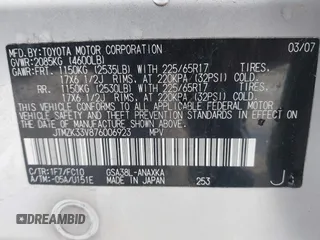 MFD.BY:TOYOTA MOTOR CORPORATION 03/07
GVWR:2085KG (4600LB)
GAWR:FRT. 1150KG (2535LB) WITH 225/65R17 TIRES.
17X6 1/2J RIMS, AT 220KPA (32PSI) COLD
RR. 1150KG (2530LB) WITH 225/65R17 TIRES.
17X6 1/2J RIMS, AT 220KPA (32PSI) COLD
THIS VEHICLE CONFORMS TO ALL APPLICABLE
FEDERAL MOTOR VEHICLE SAFETY
STANDARDS IN EFFECT ON THE DATE OF
MANUFACTURE SHOWN ABOVE.
JTMZK33V876006923 MPV
C/TR:1F7/FC10 GSA38L-ANAXKA
A/TM:-05A/U151E MADE IN JAPAN 253 J
DREAMBID
DREAMBID.COM